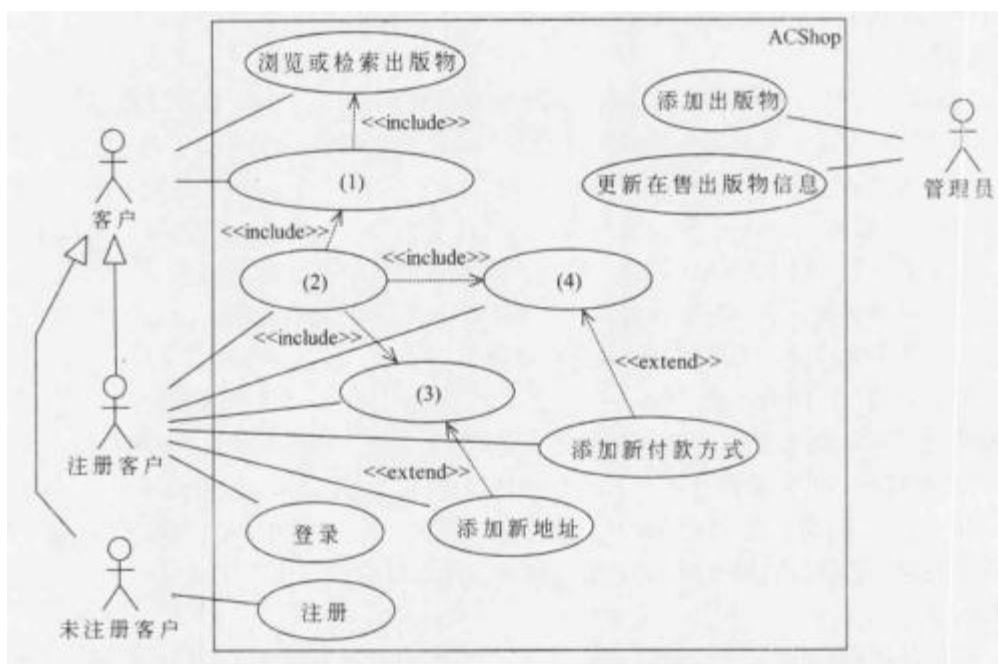 ACShop
浏览或检索出版物
添加出版物
<<include>>
(1)
更新在售出版物信息
管理员
客户
<<include>>
<<include>>
(2)
(4)
<<include>>
<<extend>>
(3)
注册客户
添加新付款方式
<<extend>>
登录
添加新地址
注册
未注册客户